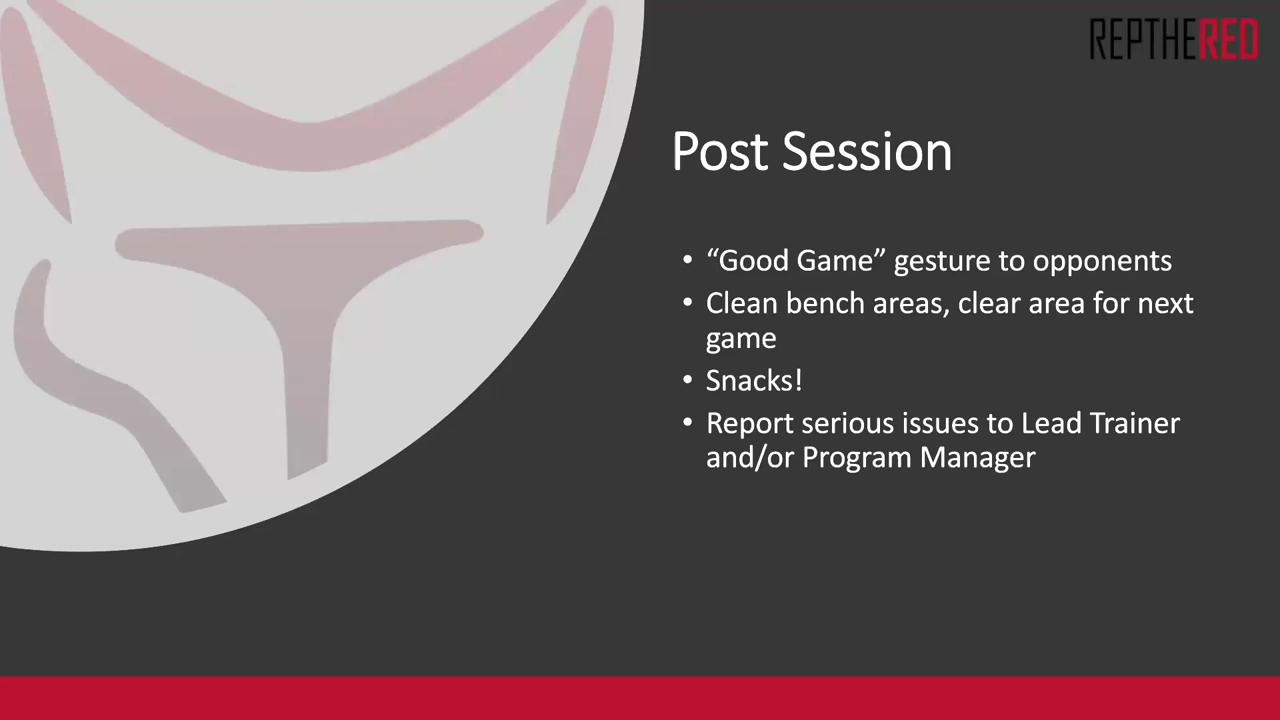 REPTHERED
Post Session
• “Good Game” gesture to opponents
• Clean bench areas, clear area for next
game
• Snacks!
• Report serious issues to Lead Trainer
and/or Program Manager